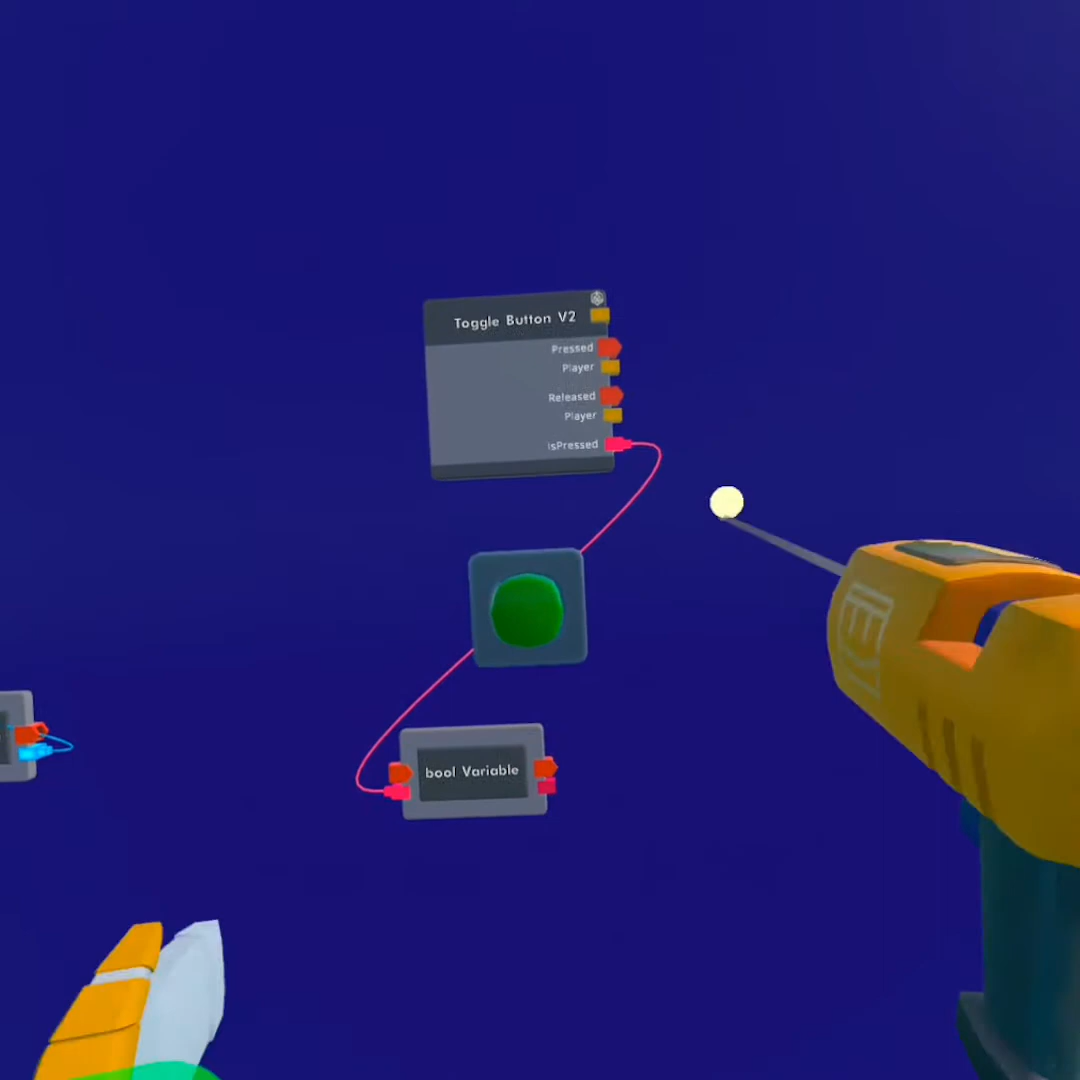 Toggle Button V2
Pressed
Player
Released
Player
IsPressed
bool Variable